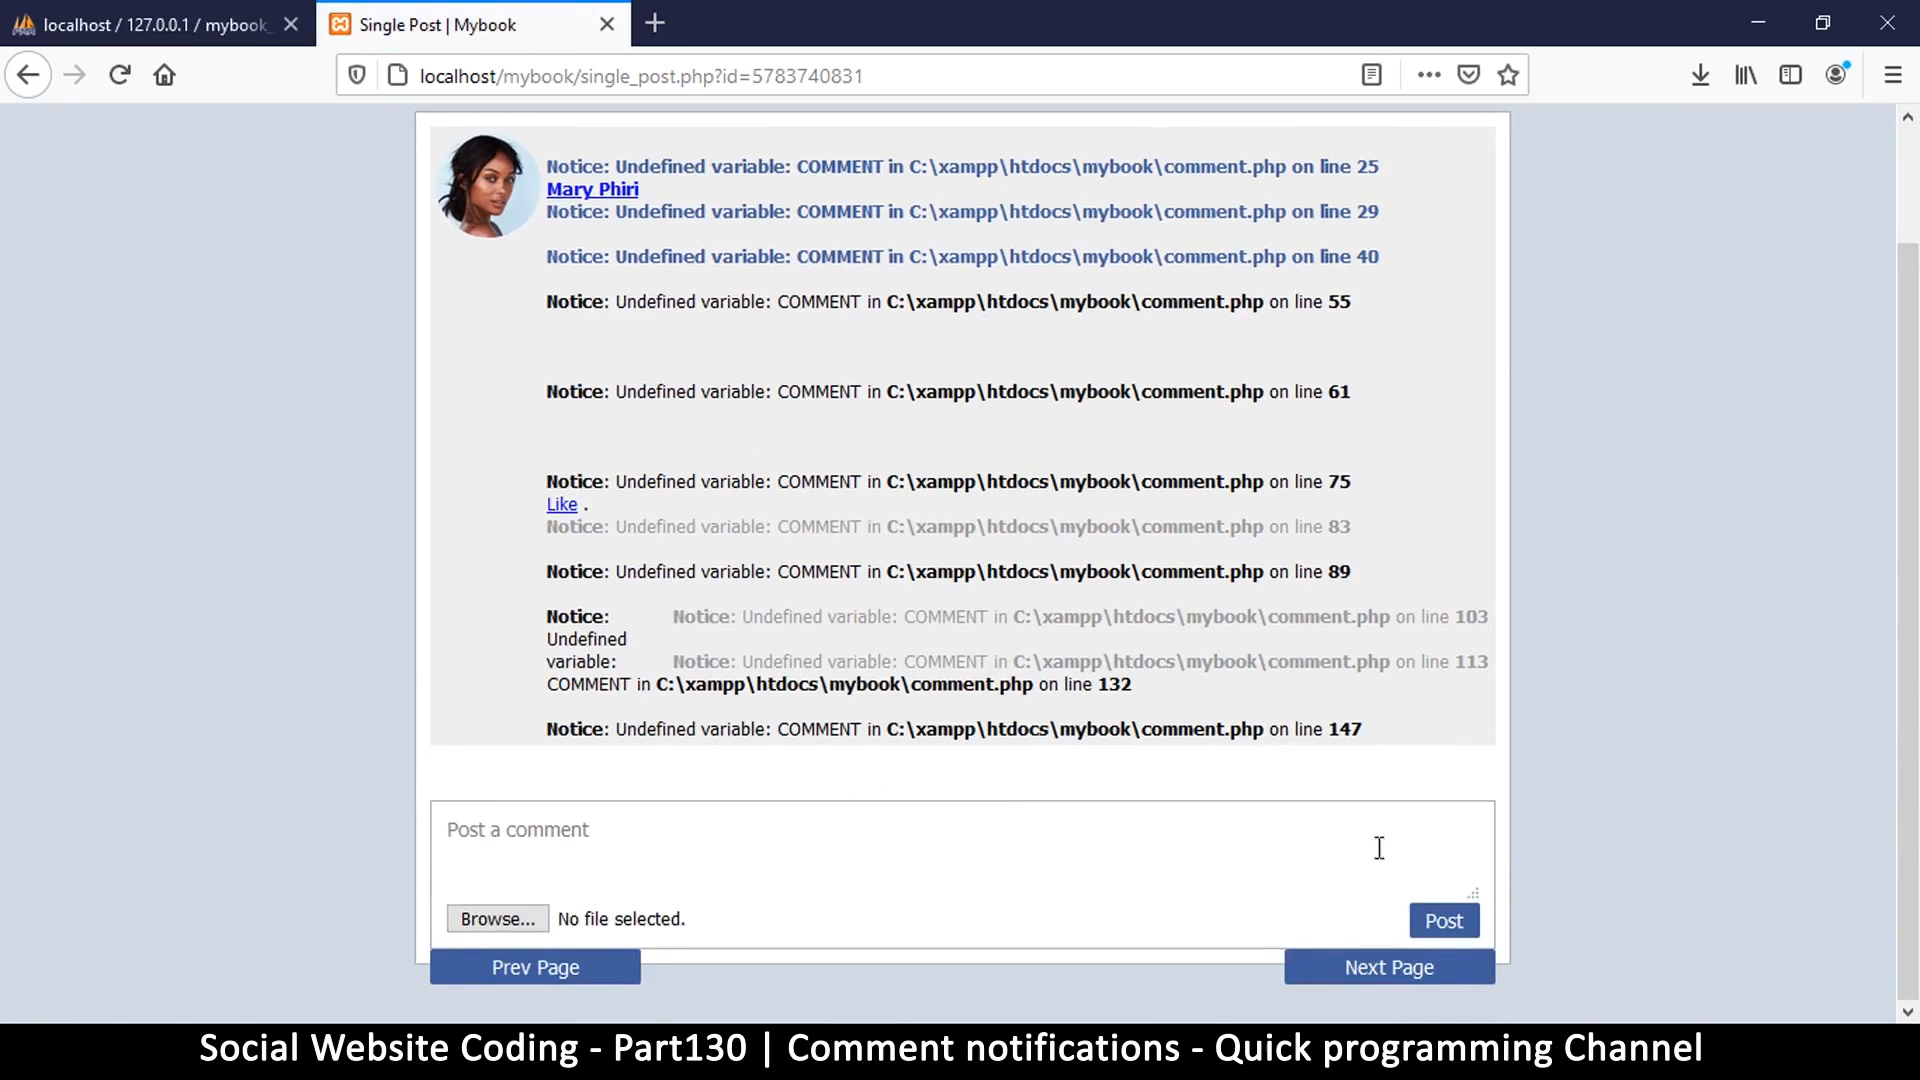 localhost / 127.0.0.1 / mybook_
Single Post | Mybook
localhost/mybook/single_post.php?id=5783740831
Notice: Undefined variable: COMMENT in C:\xampp\htdocs\mybook\comment.php on line 25
Mary Phiri
Notice: Undefined variable: COMMENT in C:\xampp\htdocs\mybook\comment.php on line 29
Notice: Undefined variable: COMMENT in C:\xampp\htdocs\mybook\comment.php on line 40
Notice: Undefined variable: COMMENT in C:\xampp\htdocs\mybook\comment.php on line 55
Notice: Undefined variable: COMMENT in C:\xampp\htdocs\mybook\comment.php on line 61
Notice: Undefined variable: COMMENT in C:\xampp\htdocs\mybook\comment.php on line 75
Like .
Notice: Undefined variable: COMMENT in C:\xampp\htdocs\mybook\comment.php on line 83
Notice: Undefined variable: COMMENT in C:\xampp\htdocs\mybook\comment.php on line 89
Notice: Notice: Undefined variable: COMMENT in C:\xampp\htdocs\mybook\comment.php on line 103
Undefined
variable: Notice: Undefined variable: COMMENT in C:\xampp\htdocs\mybook\comment.php on line 113
COMMENT in C:\xampp\htdocs\mybook\comment.php on line 132
Notice: Undefined variable: COMMENT in C:\xampp\htdocs\mybook\comment.php on line 147
Post a comment
Browse... No file selected.
Post
Prev Page
Next Page
Social Website Coding - Part130 | Comment notifications - Quick programming Channel